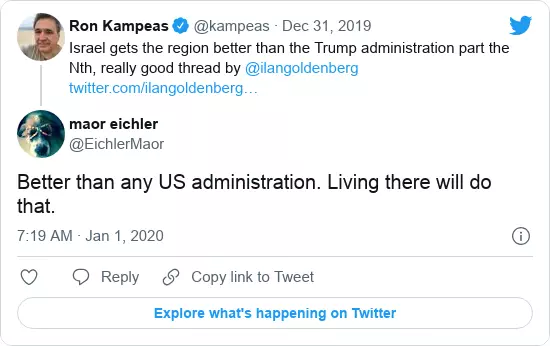 Ron Kampeas @kampeas · Dec 31, 2019
Israel gets the region better than the Trump administration part the
Nth, really good thread by @ilangoldenberg
twitter.com/ilangoldenberg…
maor eichler
@EichlerMaor
Better than any US administration. Living there will do
that.
7:19 AM · Jan 1, 2020
Reply
Copy link to Tweet
Explore what's happening on Twitter